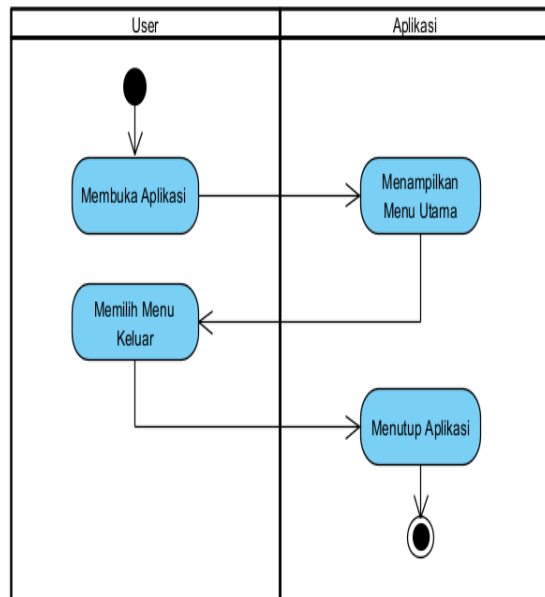 User
Aplikasi
Membuka Aplikasi
Menampilkan
Menu Utama
Memilih Menu
Keluar
Menutup Aplikasi